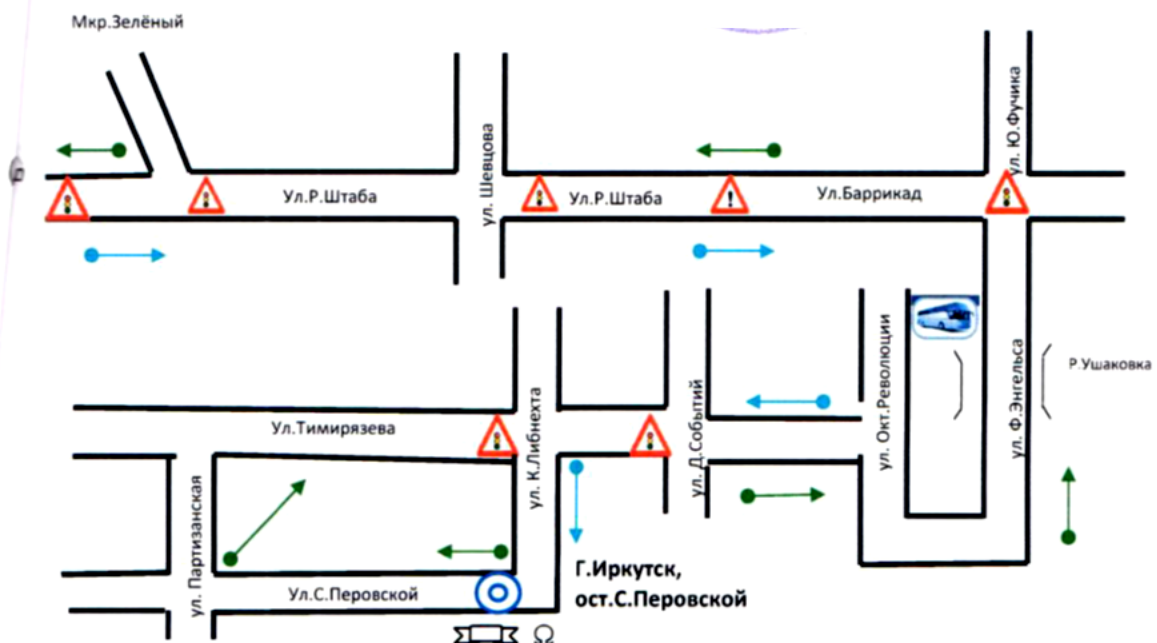 Мкр.Зелёный
ул. Ю.Фучика
ул. Шевцова
Ул.Р.Штаба
Ул.Р.Штаба
Ул.Баррикад
Р.Ушаковка
ул. Окт.Революции
ул. Ф.Энгельса
ул. Д.Событий
ул. К.Либнехта
Ул.Тимирязева
ул. Партизанская
Ул.С.Перовской
Г.Иркутск,
ост.С.Перовской